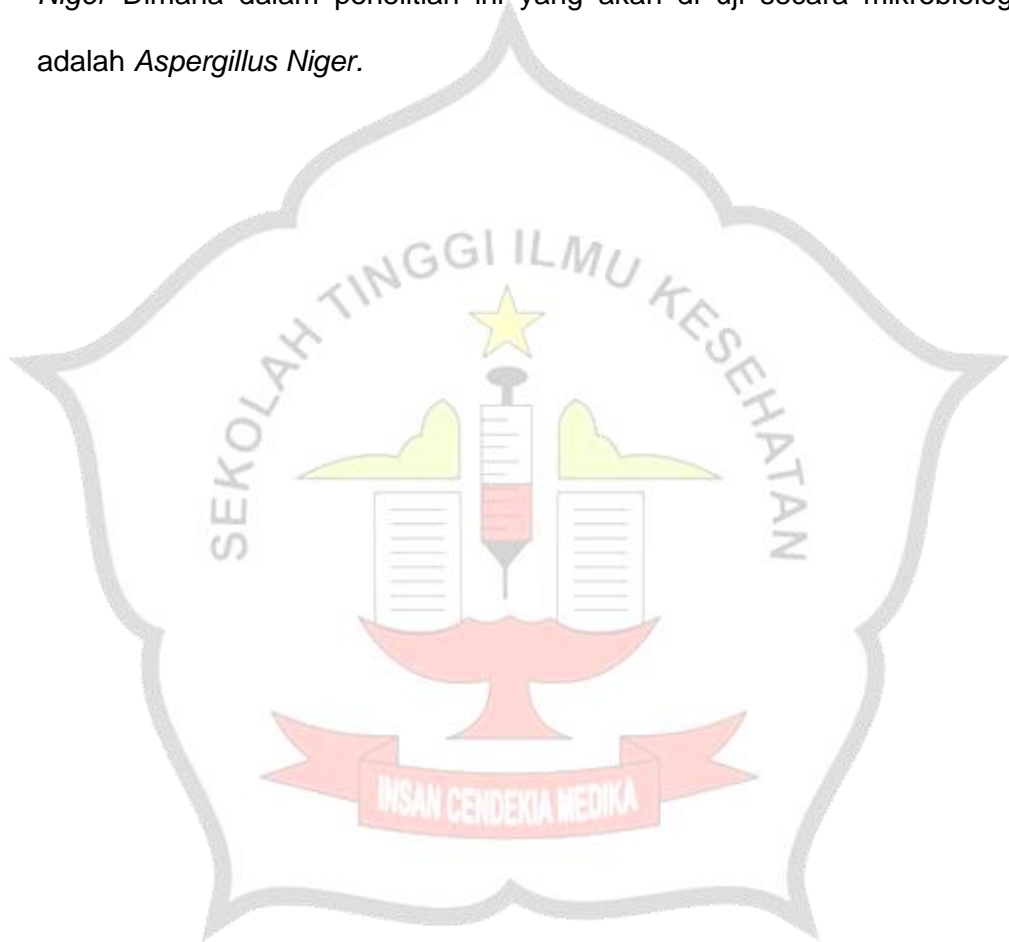 Niger Dimana dalam penelitian ini yang akan di uji secara mikrobiolog
adalah Aspergillus Niger.
SEKOLAH TINGGI ILMU KESEHATAN
INSAN CENDEKIA MEDIKA